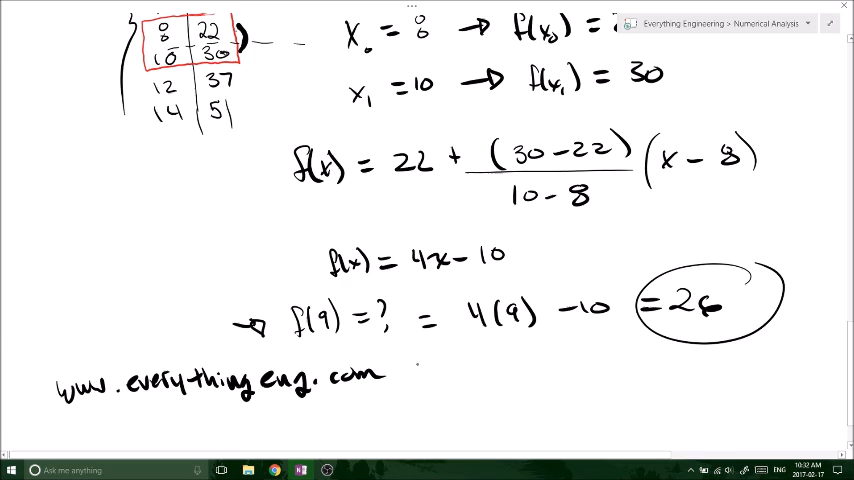 8 | 22
10 | 30
12 | 37
14 | 51
x₀ = 8 → f(x₀) =
x₁ = 10 → f(x₁) = 30
Everything Engineering > Numerical Analysis
f(x) = 22 + (30 - 22) / 10 - 8 (x - 8)
f(x) = 4x - 10
→ f(9) = ? = 4(9) - 10 = 26
www.everythingeng.com
Ask me anything
ENG
10:32 AM
2017-02-17